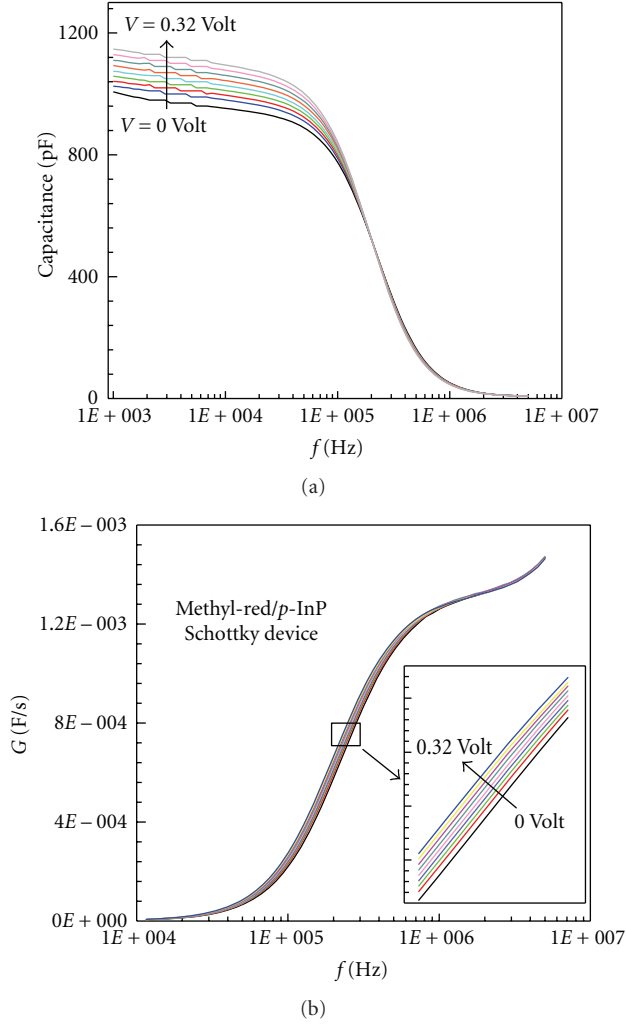 1200
800
400
0
Capacitance (pF)
V = 0.32 Volt
V = 0 Volt
1E + 003 1E + 004 1E + 005 1E + 006 1E + 007
f (Hz)
(a)
1.6E − 003
1.2E − 003
8E − 004
4E − 004
0E + 000
G (F/s)
Methyl-red/p-InP
Schottky device
0.32 Volt
0 Volt
1E + 004 1E + 005 1E + 006 1E + 007
f (Hz)
(b)